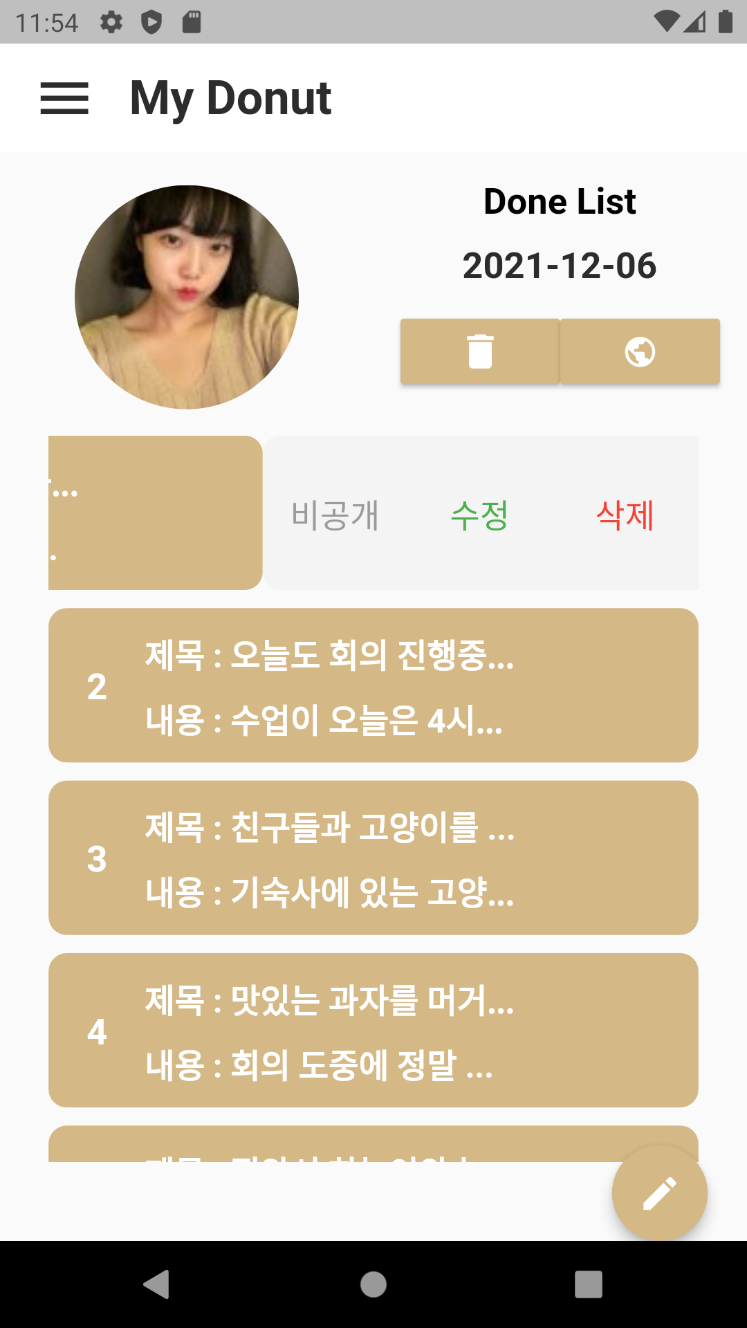 11:54
My Donut
Done List
2021-12-06
...
.
비공개
수정
삭제
2
제목 : 오늘도 회의 진행중...
내용 : 수업이 오늘은 4시...
3
제목 : 친구들과 고양이를 ...
내용 : 기숙사에 있는 고양...
4
제목 : 맛있는 과자를 머거...
내용 : 회의 도중에 정말 ...